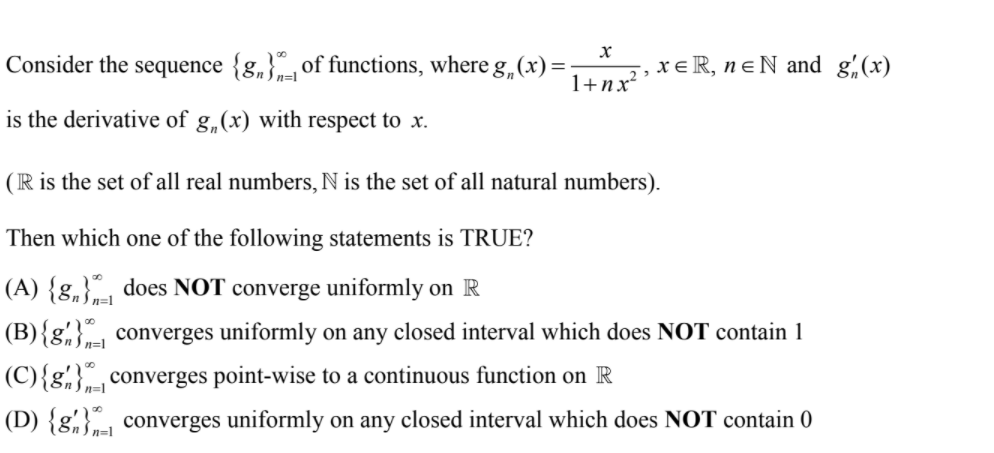 Consider the sequence $\{g_n\}_{n=1}^{\infty}$ of functions, where $g_n(x) = \frac{x}{1+nx^2}$, $x \in \mathbb{R}$, $n \in \mathbb{N}$ and $g_n'(x)$
is the derivative of $g_n(x)$ with respect to $x$.
($\mathbb{R}$ is the set of all real numbers, $\mathbb{N}$ is the set of all natural numbers).
Then which one of the following statements is TRUE?
(A) $\{g_n\}_{n=1}^{\infty}$ does NOT converge uniformly on $\mathbb{R}$
(B) $\{g_n'\}_{n=1}^{\infty}$ converges uniformly on any closed interval which does NOT contain 1
(C) $\{g_n'\}_{n=1}^{\infty}$ converges point-wise to a continuous function on $\mathbb{R}$
(D) $\{g_n'\}_{n=1}^{\infty}$ converges uniformly on any closed interval which does NOT contain 0